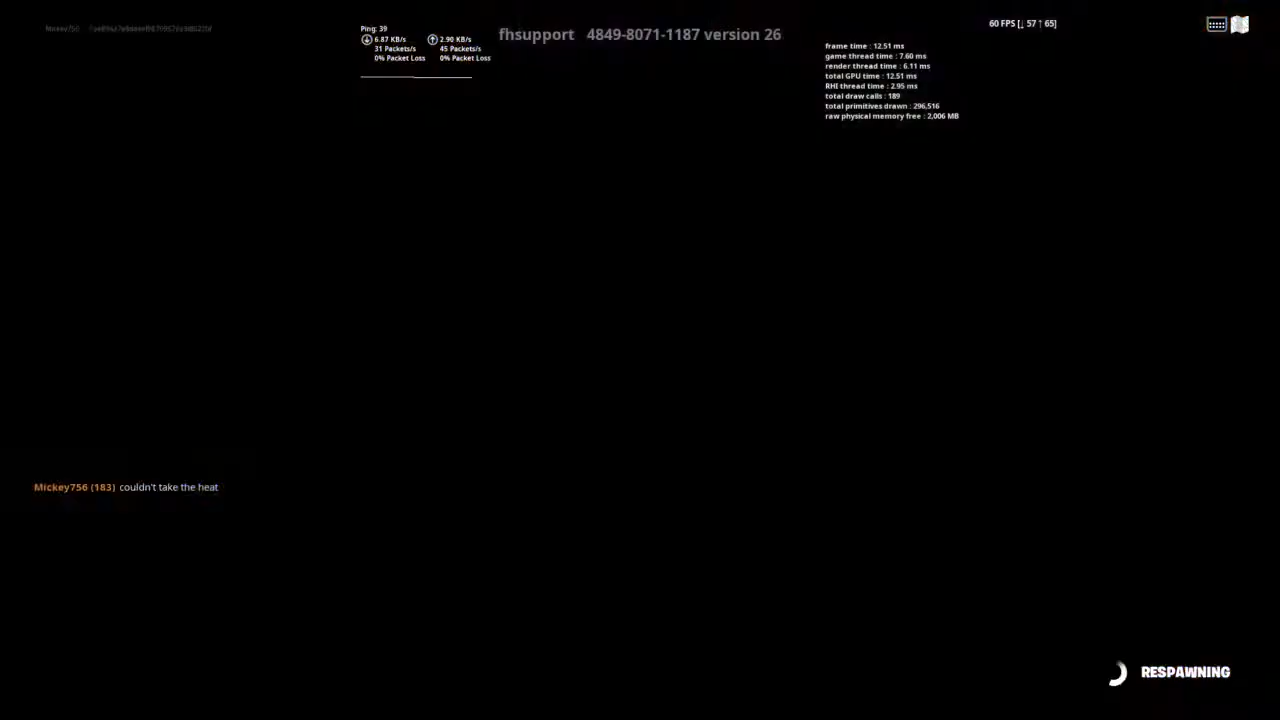 Mickey756
Ping: 39
6.87 KB/s 2.90 KB/s
31 Packets/s 45 Packets/s
0% Packet Loss 0% Packet Loss
fhsupport 4849-8071-1187 version 26
60 FPS [↓ 57 ↑ 65]
frame time : 12.51 ms
game thread time : 7.60 ms
render thread time : 6.11 ms
total GPU time : 12.51 ms
RHI thread time : 2.95 ms
total draw calls : 189
total primitives drawn : 296,516
raw physical memory free : 2,006 MB
Mickey756 (183) couldn't take the heat
RESPAWNING